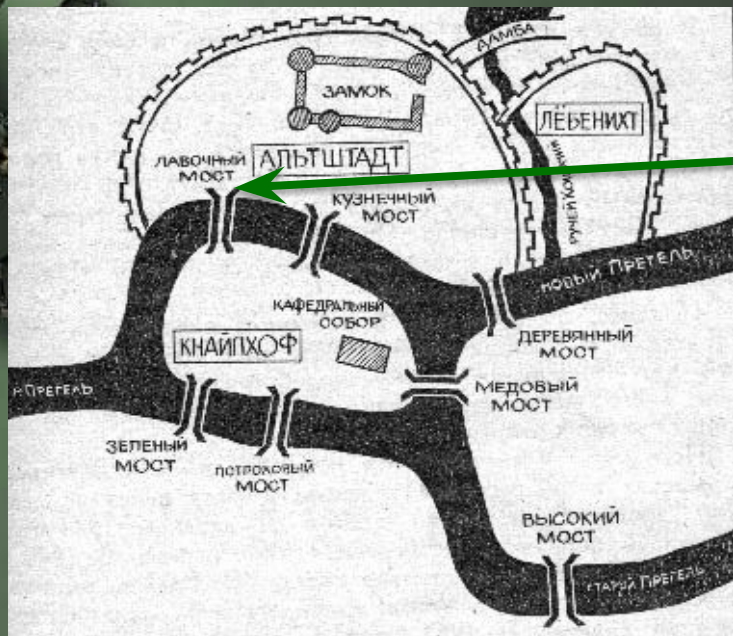 ДАМБА
ЗАМОК
ЛЁБЕНИХТ
ЛАВОЧНЫЙ
МОСТ
АЛЬТШТАДТ
КУЗНЕЧНЫЙ
МОСТ
РУЧЕЙ
НОВЫЙ ПРЕГЕЛЬ
КАФЕДРАЛЬНЫЙ
СОБОР
КНАЙПХОФ
ДЕРЕВЯННЫЙ
МОСТ
Р. ПРЕГЕЛЬ
МЕДОВЫЙ
МОСТ
ЗЕЛЕНЫЙ
МОСТ
ПОТРОХОВЫЙ
МОСТ
ВЫСОКИЙ
МОСТ
СТАРЫЙ ПРЕГЕЛЬ